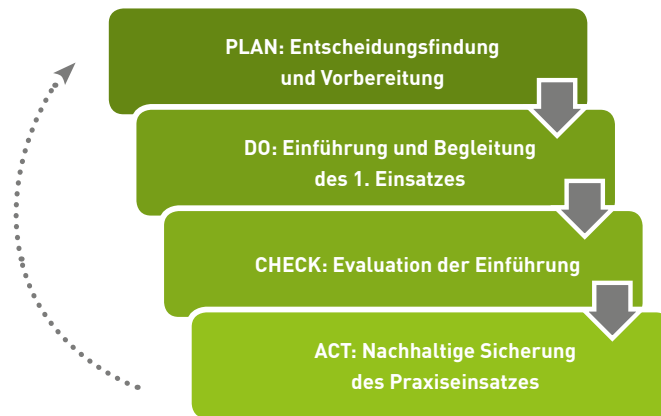 PLAN: Entscheidungsfindung
und Vorbereitung
DO: Einführung und Begleitung
des 1. Einsatzes
CHECK: Evaluation der Einführung
ACT: Nachhaltige Sicherung
des Praxiseinsatzes